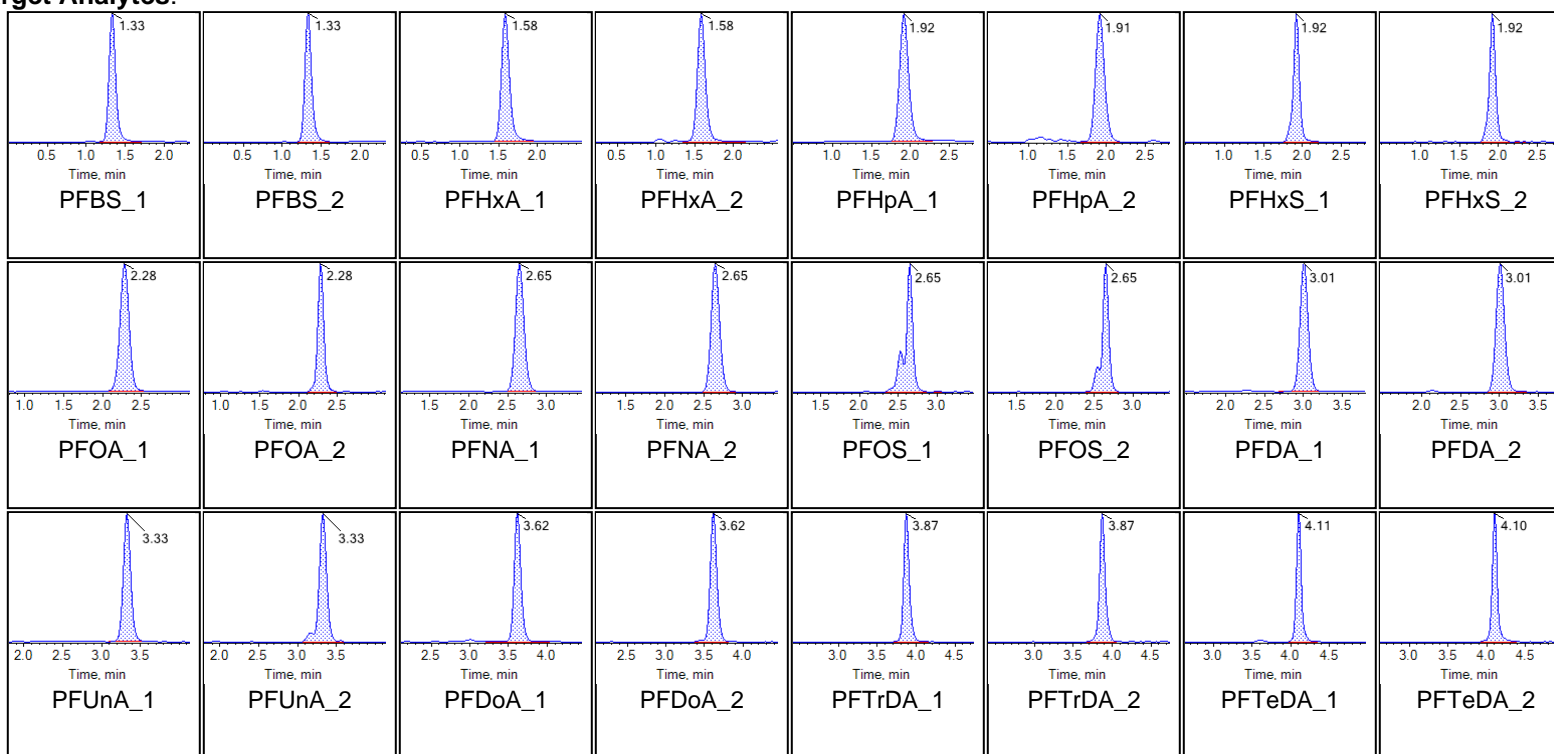 rget Analytes:
1.33 1.33 1.58 1.58 1.92 1.91 1.92 1.92
0.5 1.0 1.5 2.0 0.5 1.0 1.5 2.0 0.5 1.0 1.5 2.0 0.5 1.0 1.5 2.0 1.0 1.5 2.0 2.5 1.0 1.5 2.0 2.5 1.0 1.5 2.0 2.5 1.0 1.5 2.0 2.5
Time, min Time, min Time, min Time, min Time, min Time, min Time, min Time, min
PFBS_1 PFBS_2 PFHxA_1 PFHxA_2 PFHpA_1 PFHpA_2 PFHxS_1 PFHxS_2
2.28 2.28 2.65 2.65 2.65 2.65 3.01 3.01
1.0 1.5 2.0 2.5 1.0 1.5 2.0 2.5 1.5 2.0 2.5 3.0 1.5 2.0 2.5 3.0 1.5 2.0 2.5 3.0 1.5 2.0 2.5 3.0 2.0 2.5 3.0 3.5 2.0 2.5 3.0 3.5
Time, min Time, min Time, min Time, min Time, min Time, min Time, min Time, min
PFOA_1 PFOA_2 PFNA_1 PFNA_2 PFOS_1 PFOS_2 PFDA_1 PFDA_2
3.33 3.33 3.62 3.62 3.87 3.87 4.11 4.10
2.0 2.5 3.0 3.5 2.0 2.5 3.0 3.5 2.5 3.0 3.5 4.0 2.5 3.0 3.5 4.0 3.0 3.5 4.0 4.5 3.0 3.5 4.0 4.5 3.0 3.5 4.0 4.5 3.0 3.5 4.0 4.5
Time, min Time, min Time, min Time, min Time, min Time, min Time, min Time, min
PFUnA_1 PFUnA_2 PFDoA_1 PFDoA_2 PFTrDA_1 PFTrDA_2 PFTeDA_1 PFTeDA_2